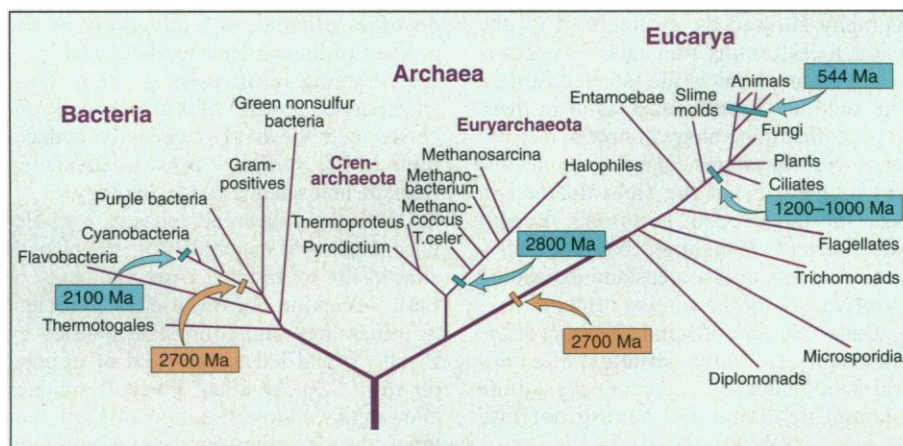 Eucarya
Archaea
Bacteria
Animals
544 Ma
Slime
molds
Entamoebae
Green nonsulfur
bacteria
Fungi
Euryarchaeota
Methanosarcina
Halophiles
Plants
Gram
positives
Cren-
archaeota
Methano-
bacterium
Ciliates
Purple bacteria
Methano-
coccus
1200–1000 Ma
Thermoproteus
T.celer
Cyanobacteria
Pyrodictium
2800 Ma
Flagellates
Flavobacteria
Trichomonads
2100 Ma
Thermotogales
2700 Ma
2700 Ma
Microsporidia
Diplomonads